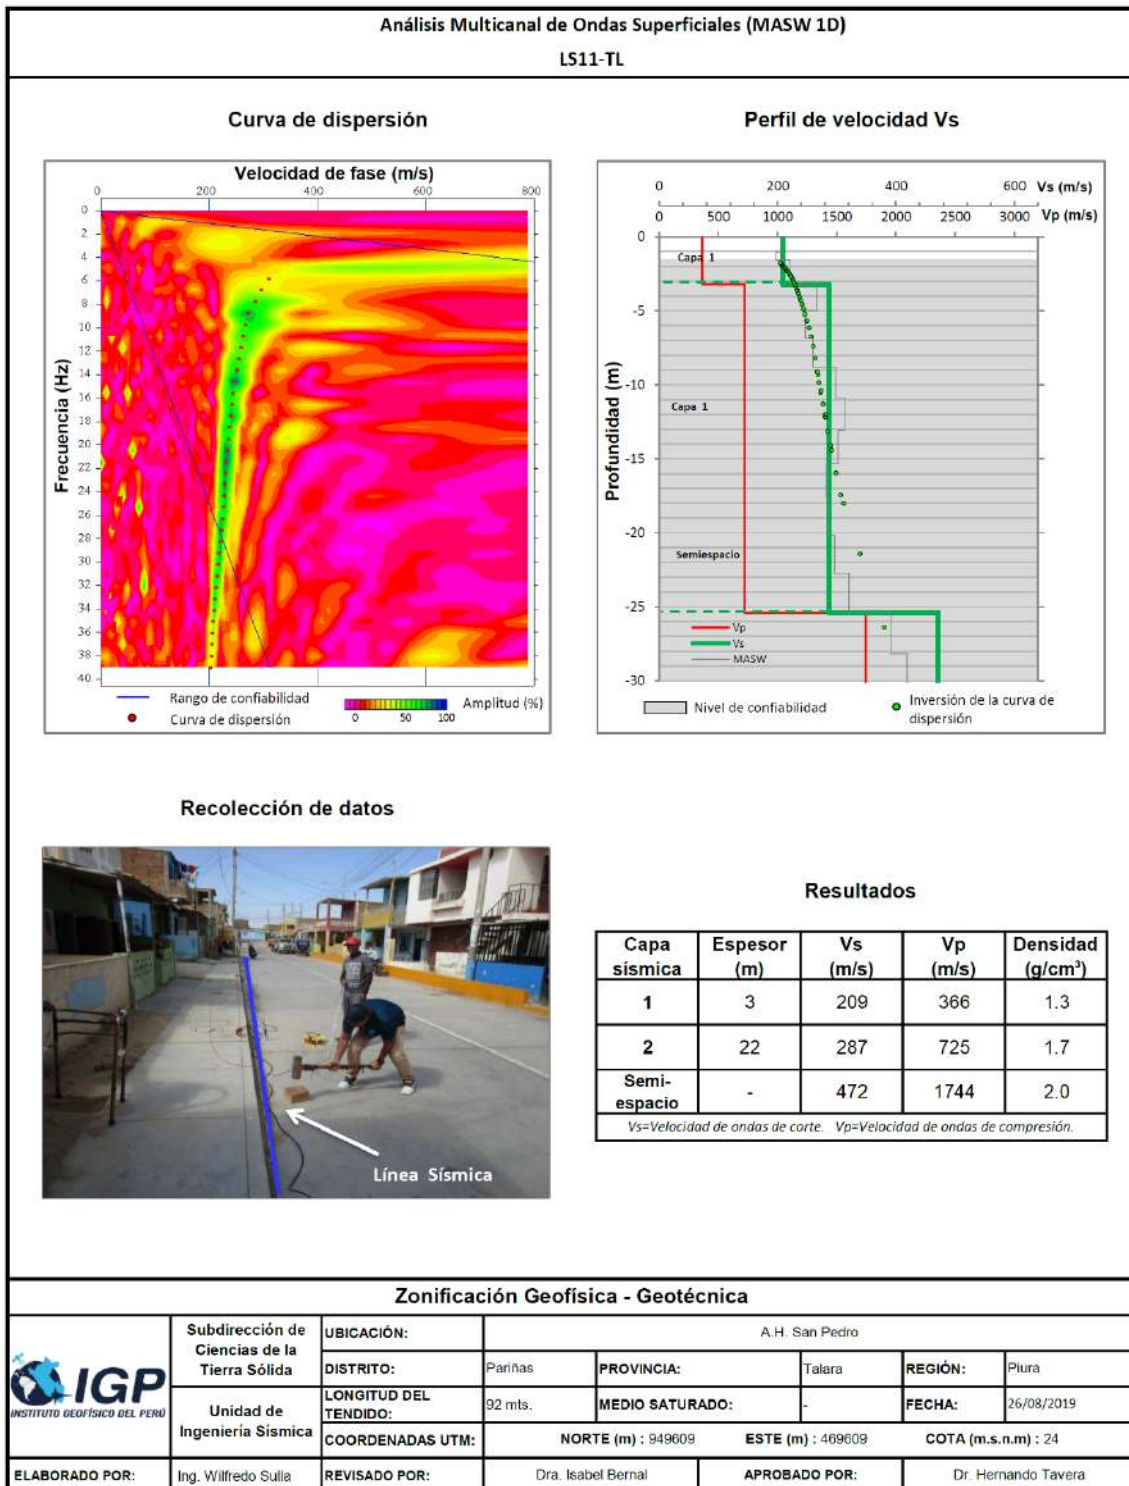 Análisis Multicanal de Ondas Superficiales (MASW 1D)
LS11-TL
Curva de dispersión
Velocidad de fase (m/s)
0 200 400 600 800
Frecuencia (Hz)
0
2
4
6
8
10
12
14
16
18
20
22
24
26
28
30
32
34
36
38
40
Rango de confiabilidad
Curva de dispersión
0 50 100
Amplitud (%)
Perfil de velocidad Vs
0 200 400 600 Vs (m/s)
0 500 1000 1500 2000 2500 3000 Vp (m/s)
Profundidad (m)
0
-5
-10
-15
-20
-25
-30
Capa 1
Capa 1
Semiespacio
Vp
Vs
MASW
Nivel de confiabilidad
Inversión de la curva de
dispersión
Recolección de datos
Línea Sísmica
Resultados
Capa sísmica Espesor (m) Vs (m/s) Vp (m/s) Densidad (g/cm³)
1 3 209 366 1.3
2 22 287 725 1.7
Semi-espacio - 472 1744 2.0
Vs=Velocidad de ondas de corte. Vp=Velocidad de ondas de compresión.
Zonificación Geofísica - Geotécnica
IGP
INSTITUTO GEOFÍSICO DEL PERÚ
Subdirección de
Ciencias de la
Tierra Sólida
Unidad de
Ingeniería Sísmica
UBICACIÓN: A.H. San Pedro
DISTRITO: Pariñas PROVINCIA: Talara REGIÓN: Piura
LONGITUD DEL TENDIDO: 92 mts. MEDIO SATURADO: - FECHA: 26/08/2019
COORDENADAS UTM: NORTE (m) : 949609 ESTE (m) : 469609 COTA (m.s.n.m) : 24
ELABORADO POR: Ing. Wilfredo Sulla REVISADO POR: Dra. Isabel Bernal APROBADO POR: Dr. Hernando Tavera